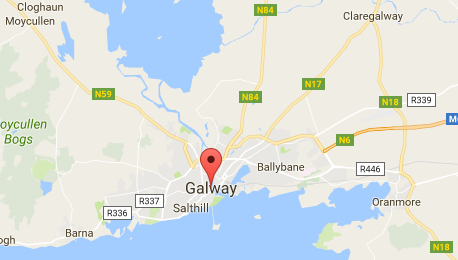 Cloghaun
Moycullen
N84
Claregalway
N59
N84
N17
N18
R339
oycullen
Bogs
N6
M
Ballybane
R446
Galway
R337
Salthill
R336
Oranmore
Barna
ogh
N18